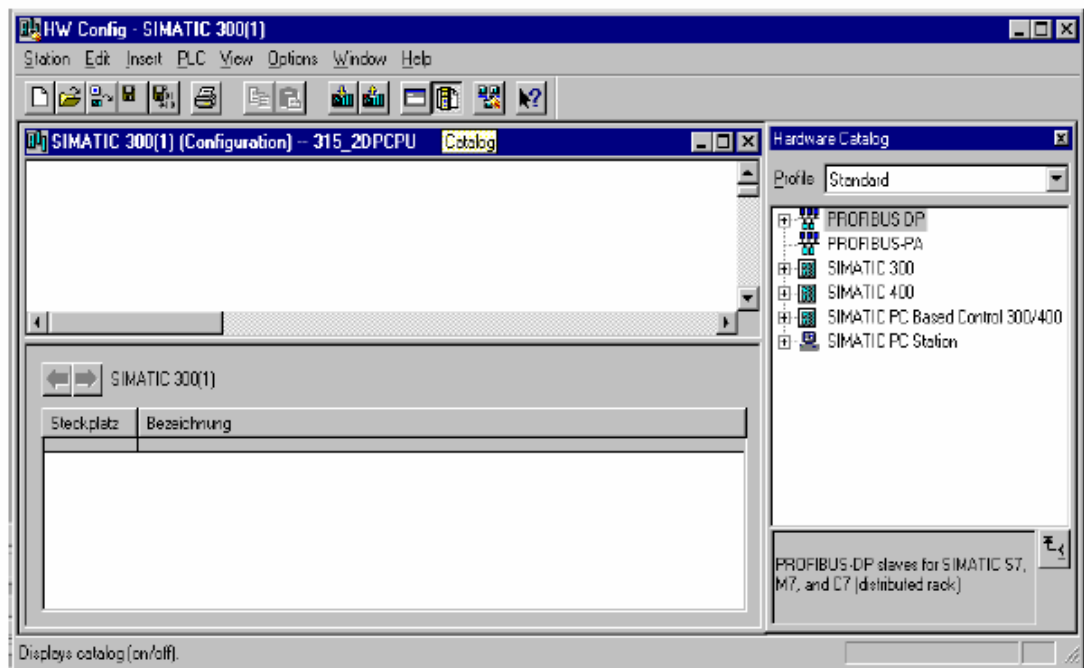 HW Config - SIMATIC 300(1)
Station Edit Insert PLC View Options Window Help
SIMATIC 300(1) (Configuration) -- 315_2DPCPU
Catalog
Hardware Catalog
Profile Standard
PROFIBUS DP
PROFIBUS-PA
SIMATIC 300
SIMATIC 400
SIMATIC PC Based Control 300/400
SIMATIC PC Station
SIMATIC 300(1)
Steckplatz Bezeichnung
PROFIBUS-DP slaves for SIMATIC S7,
M7, and C7 (distributed rack)
Displays catalog (on/off).